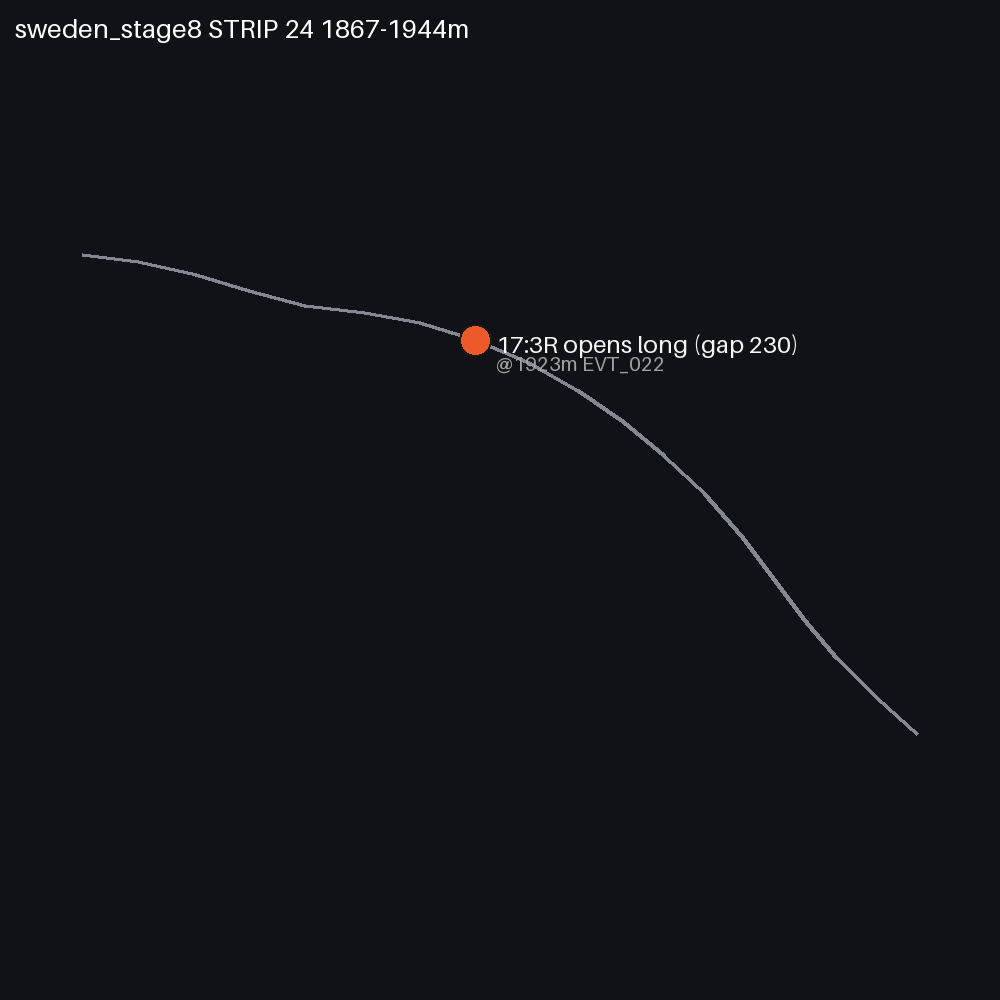 sweden_stage8 STRIP 24 1867-1944m
17:3R opens long (gap 230)
@1923m EVT_022